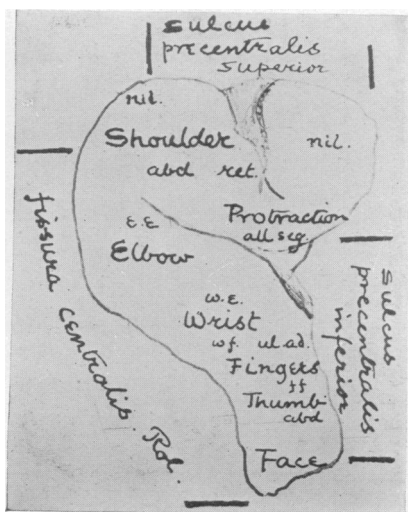 sulcus
precentralis
superior
nil.
nil.
Shoulder
abd ret.
Protraction
all seg
fissura centralis. Rol.
E.E
Elbow
sulcus
precentralis
inferior
w.E.
Wrist
wf. ul ad.
Fingers
ff
Thumb
abd
Face